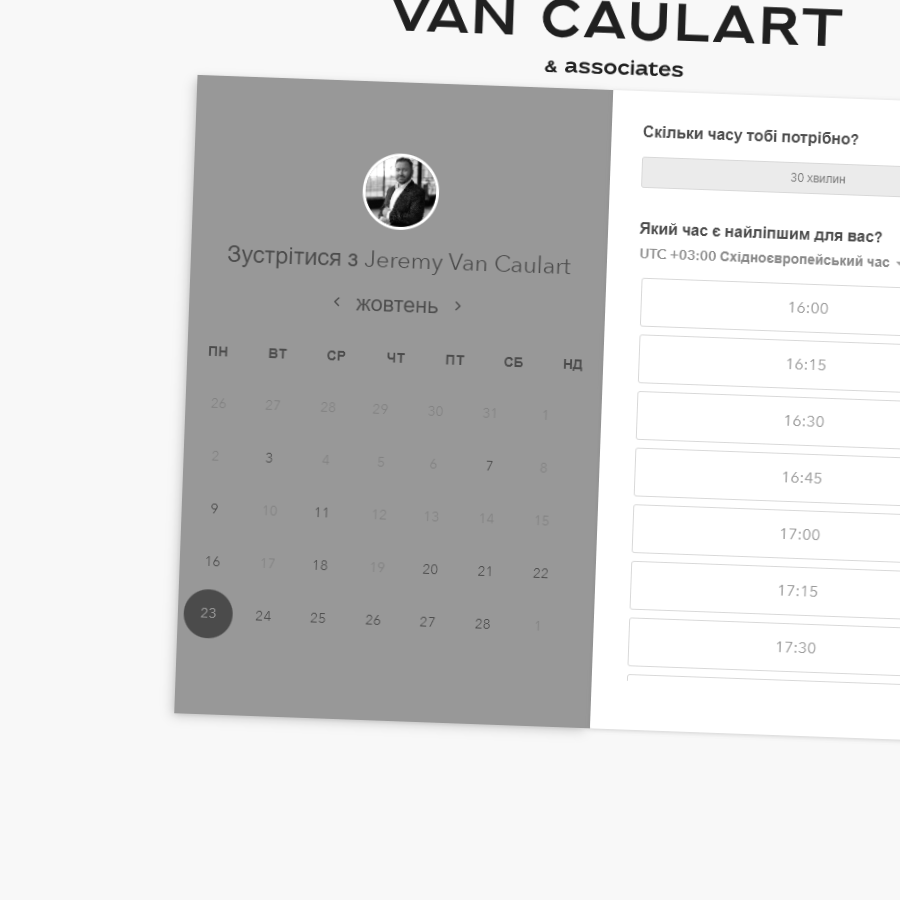 VAN CAULART
& associates
Зустрітися з Jeremy Van Caulart
жовтень
ПН ВТ СР ЧТ ПТ СБ НД
26 27 28 29 30 31 1
2 3 4 5 6 7 8
9 10 11 12 13 14 15
16 17 18 19 20 21 22
23 24 25 26 27 28 1
Скільки часу тобі потрібно?
30 хвилин
Який час є найліпшим для вас?
UTC +03:00 Східноєвропейський час
16:00
16:15
16:30
16:45
17:00
17:15
17:30